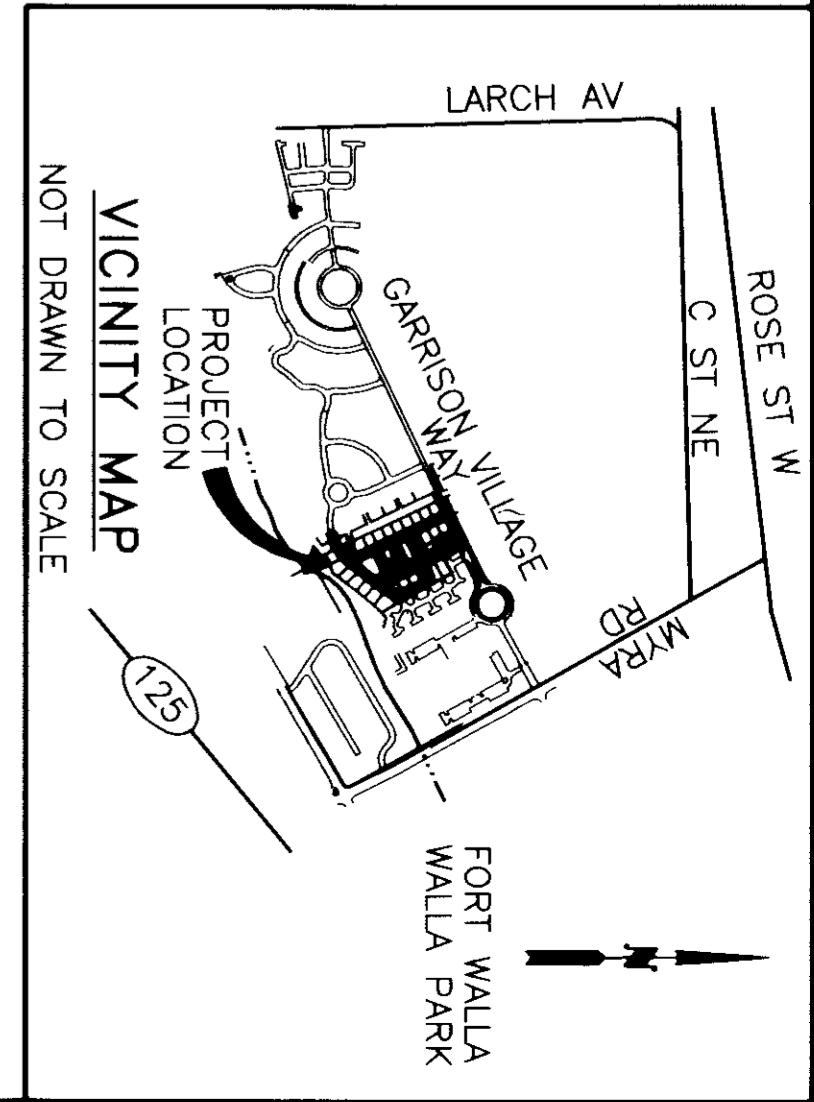 ROSE ST W
C ST NE
LARCH AV
GARRISON VILLAGE
WAY
MYRA
RD
PROJECT
LOCATION
FORT WALLA
WALLA PARK
125
N
VICINITY MAP
NOT DRAWN TO SCALE